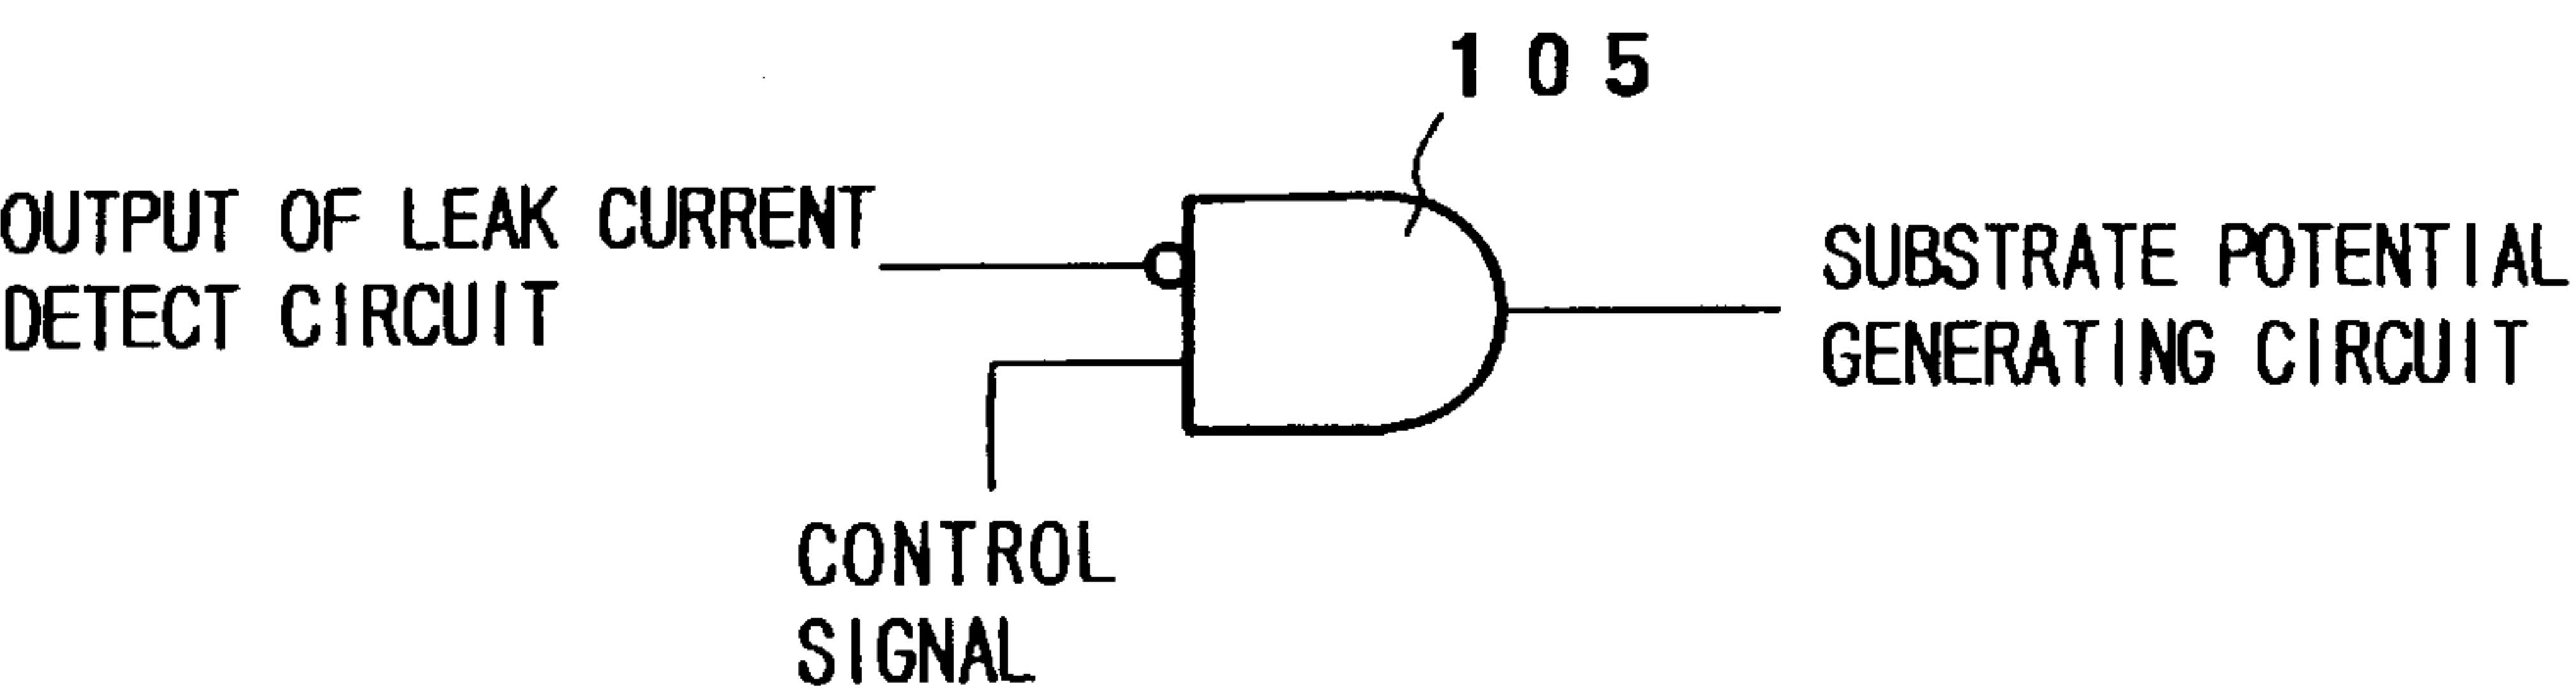 105
OUTPUT OF LEAK CURRENT
DETECT CIRCUIT
SUBSTRATE POTENTIAL
GENERATING CIRCUIT
CONTROL
SIGNAL